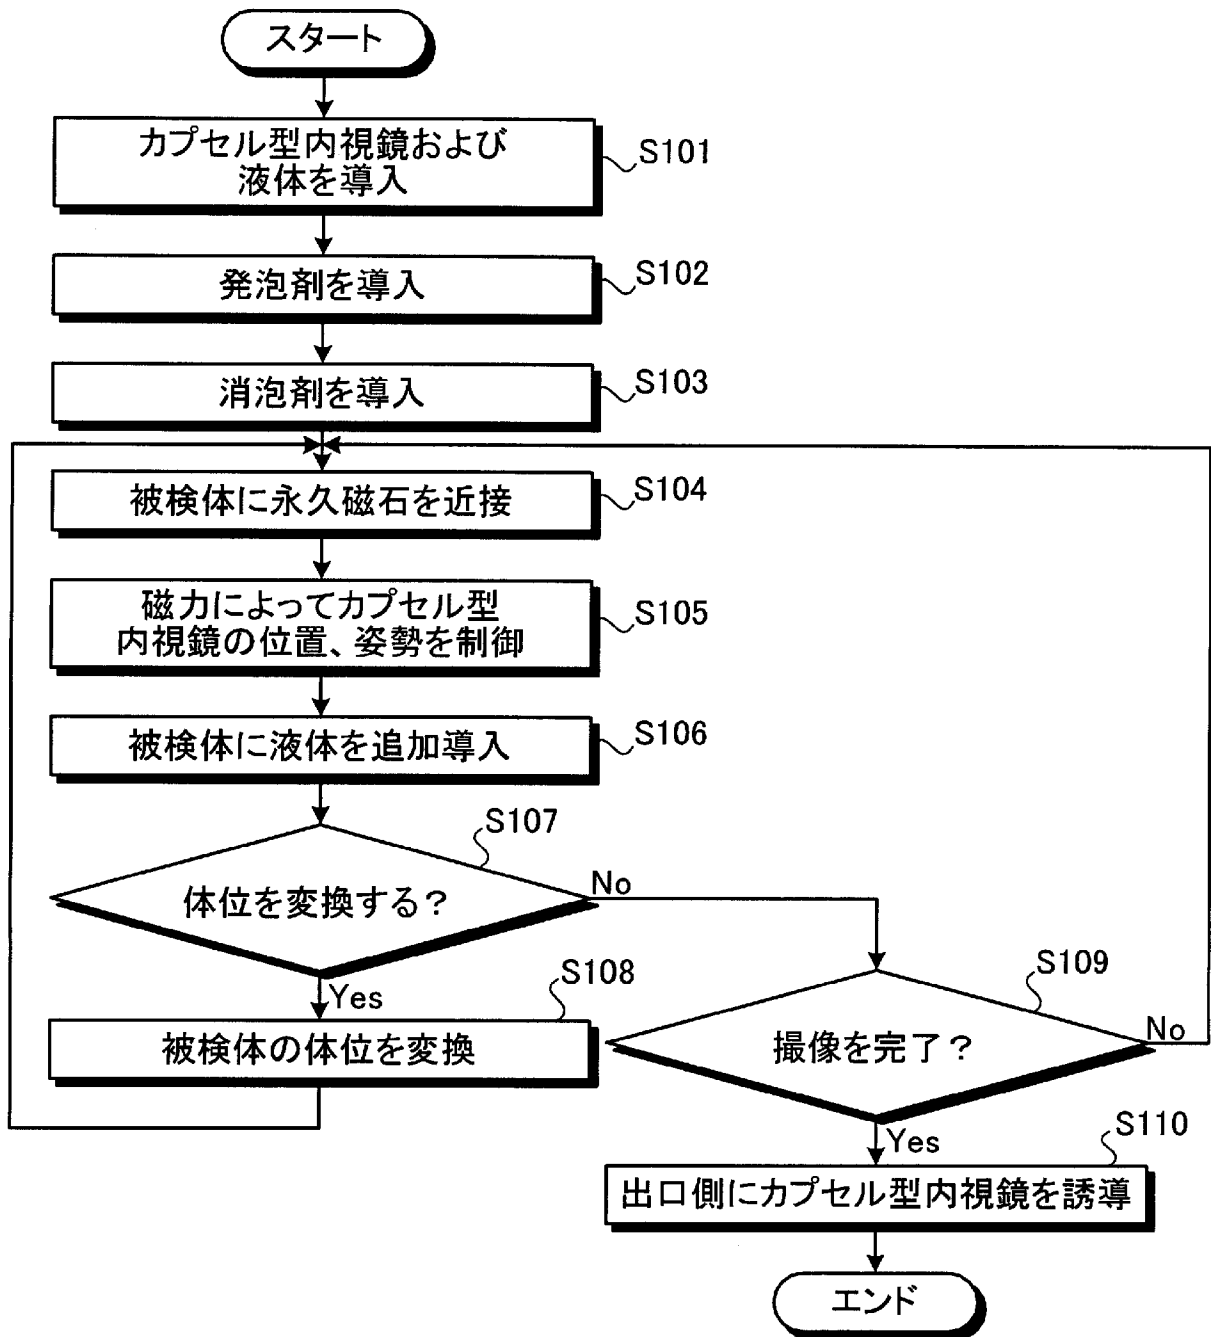 スタート
カプセル型内視鏡および
液体を導入
S101
発泡剤を導入
S102
消泡剤を導入
S103
被検体に永久磁石を近接
S104
磁力によってカプセル型
内視鏡の位置、姿勢を制御
S105
被検体に液体を追加導入
S106
S107
体位を変換する？
No
Yes
S108
被検体の体位を変換
S109
撮像を完了？
No
Yes
S110
出口側にカプセル型内視鏡を誘導
エンド